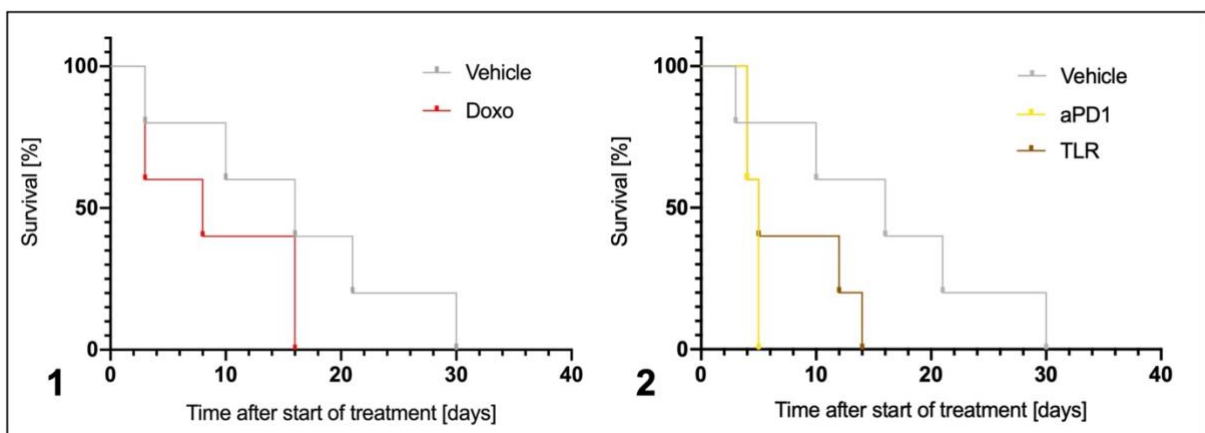 100
50
0
Survival [%]
Vehicle
Doxo
0 10 20 30 40
Time after start of treatment [days]
1
100
50
0
Survival [%]
Vehicle
aPD1
TLR
0 10 20 30 40
Time after start of treatment [days]
2